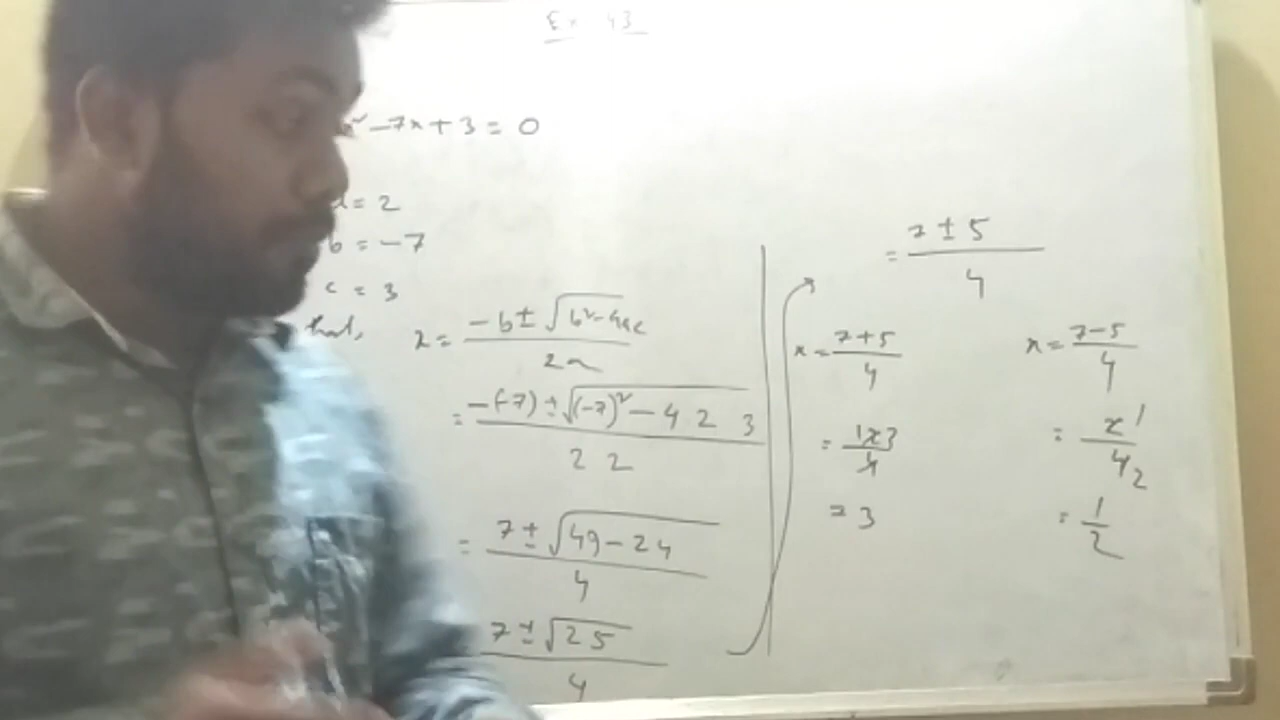 Ex 4.3
x² - 7x + 3 = 0
a = 2
b = -7
c = 3
that,
x = (-b ± √(b² - 4ac)) / 2a
= (-(-7) ± √((-7)² - 4 2 3)) / 2 2
= (7 ± √(49 - 24)) / 4
7 ± √25 / 4
= (7 ± 5) / 4
x = (7 + 5) / 4
= 12 3 / 4
= 3
x = (7 - 5) / 4
= 2 1 / 4 2
= 1 / 2